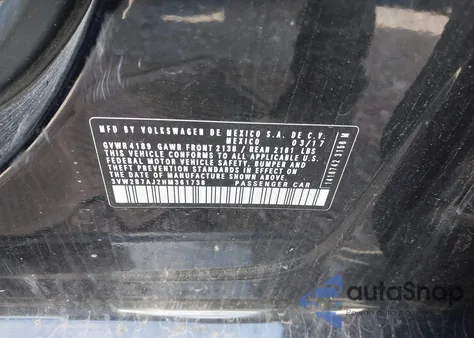 MFD BY VOLKSWAGEN DE MEXICO S.A. DE C.V.
MEXICO 03/17
GVWR 4189 GAWR FRONT 2138 / REAR 2161 LBS
THIS VEHICLE CONFORMS TO ALL APPLICABLE
FEDERAL MOTOR VEHICLE SAFETY, BUMPER AND
THEFT PREVENTION STANDARDS IN EFFECT ON
THE DATE OF MANUFACTURE SHOWN ABOVE
3VW2B7AJ2HM361738 PASSENGER CAR
autoSnap